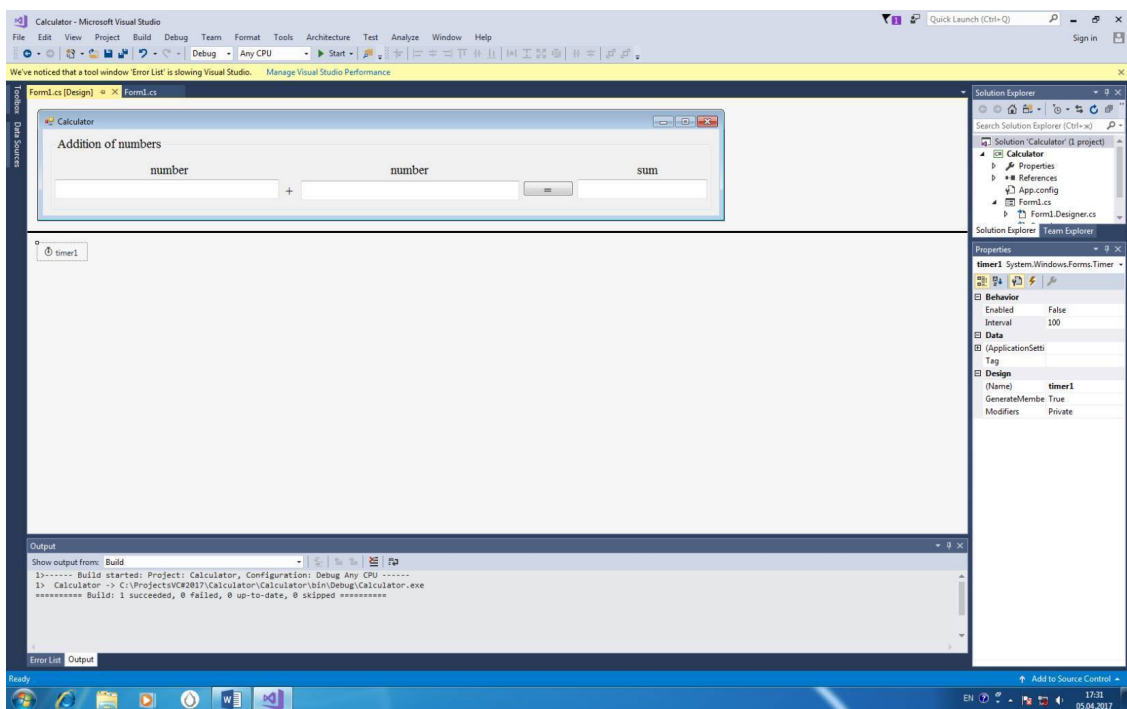 Calculator - Microsoft Visual Studio
1
Quick Launch (Ctrl+Q)
File Edit View Project Build Debug Team Format Tools Architecture Test Analyze Window Help
Sign in
Debug Any CPU Start
We've noticed that a tool window 'Error List' is slowing Visual Studio. Manage Visual Studio Performance
Toolbox
Data Sources
Form1.cs [Design] Form1.cs
Calculator
Addition of numbers
number number sum
+ =
timer1
Solution Explorer
Search Solution Explorer (Ctrl+ж)
Solution 'Calculator' (1 project)
Calculator
Properties
References
App.config
Form1.cs
Form1.Designer.cs
Solution Explorer Team Explorer
Properties
timer1 System.Windows.Forms.Timer
Behavior
Enabled False
Interval 100
Data
(ApplicationSetti
Tag
Design
(Name) timer1
GenerateMembe True
Modifiers Private
Output
Show output from: Build
1>------ Build started: Project: Calculator, Configuration: Debug Any CPU ------
1> Calculator -> C:\ProjectsVC#2017\Calculator\Calculator\bin\Debug\Calculator.exe
========== Build: 1 succeeded, 0 failed, 0 up-to-date, 0 skipped ==========
Error List Output
Ready
Add to Source Control
EN
17:31
05.04.2017